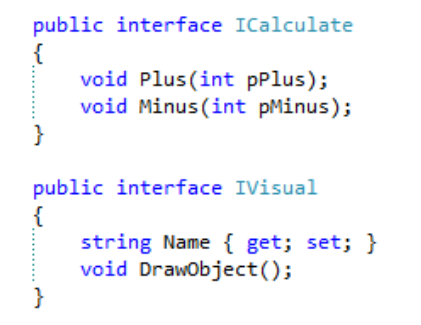 public interface ICalculate
{
    void Plus(int pPlus);
    void Minus(int pMinus);
}
public interface IVisual
{
    string Name { get; set; }
    void DrawObject();
}